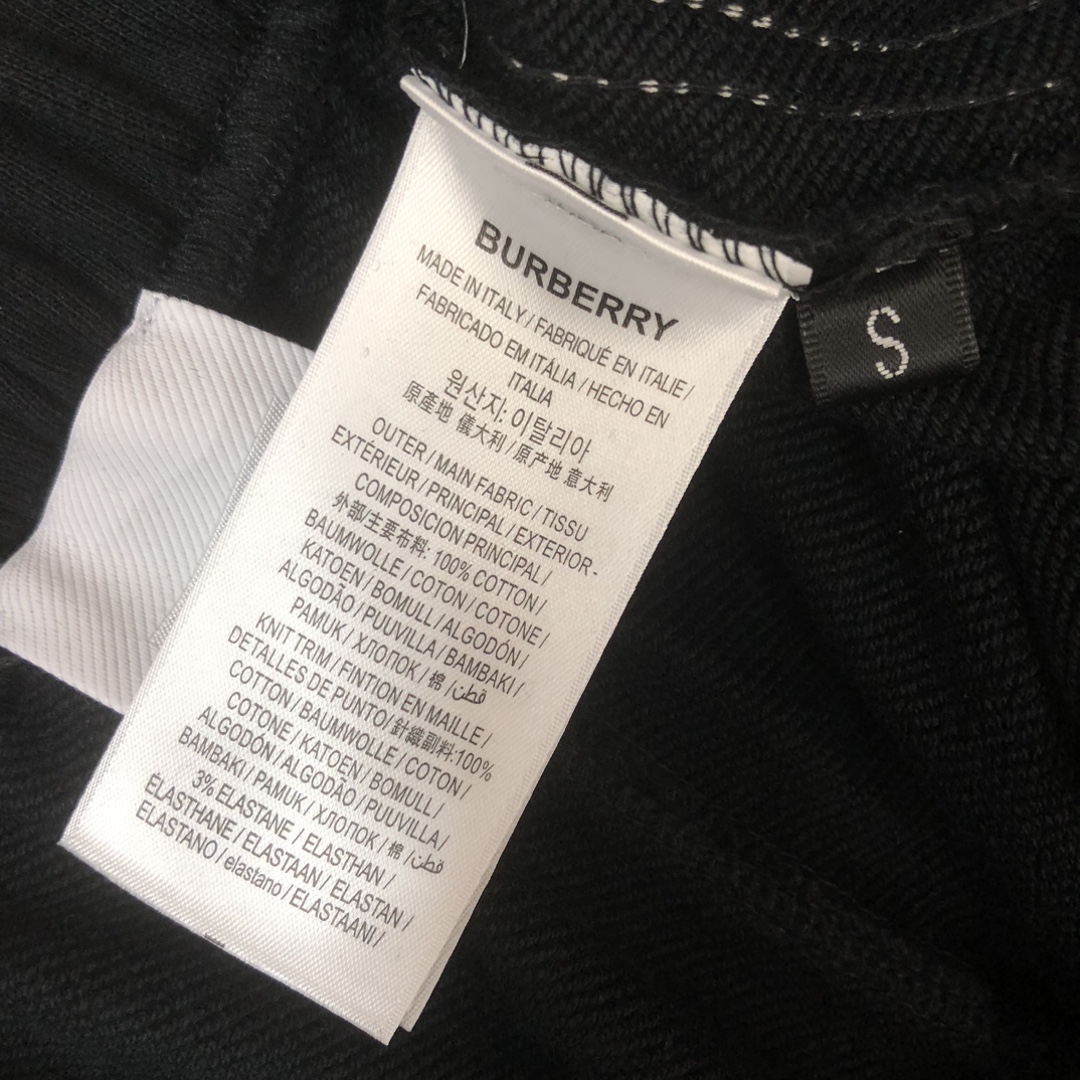 BURBERRY
MADE IN ITALY / FABRIQUÉ EN ITALIE /
FABRICADO EM ITÁLIA / HECHO EN
ITALIA
원산지: 이탈리아
原產地 儀大利 / 原产地 意大利
OUTER / MAIN FABRIC / TISSU
EXTÉRIEUR / PRINCIPAL / EXTERIOR-
COMPOSICION PRINCIPAL /
外部/主要布料: 100% COTTON /
BAUMWOLLE / COTON / COTONE /
KATOEN / BOMULL / ALGODÓN /
ALGODÃO / PUUVILLA / BAMBAKI /
PAMUK / ХЛОПОК / 棉 / قطن
KNIT TRIM / FINTION EN MAILLE /
DETALLES DE PUNTO/ 針織副料:100%
COTTON / BAUMWOLLE / COTON /
COTONE / KATOEN / BOMULL /
ALGODÓN / ALGODÃO / PUUVILLA /
BAMBAKI / PAMUK / ХЛОПОК / 棉 / قطن
3% ELASTANE / ELASTHAN /
ÉLASTHANE / ELASTAAN / ELASTAN /
ELASTANO / elastano / ELASTAANI /
S